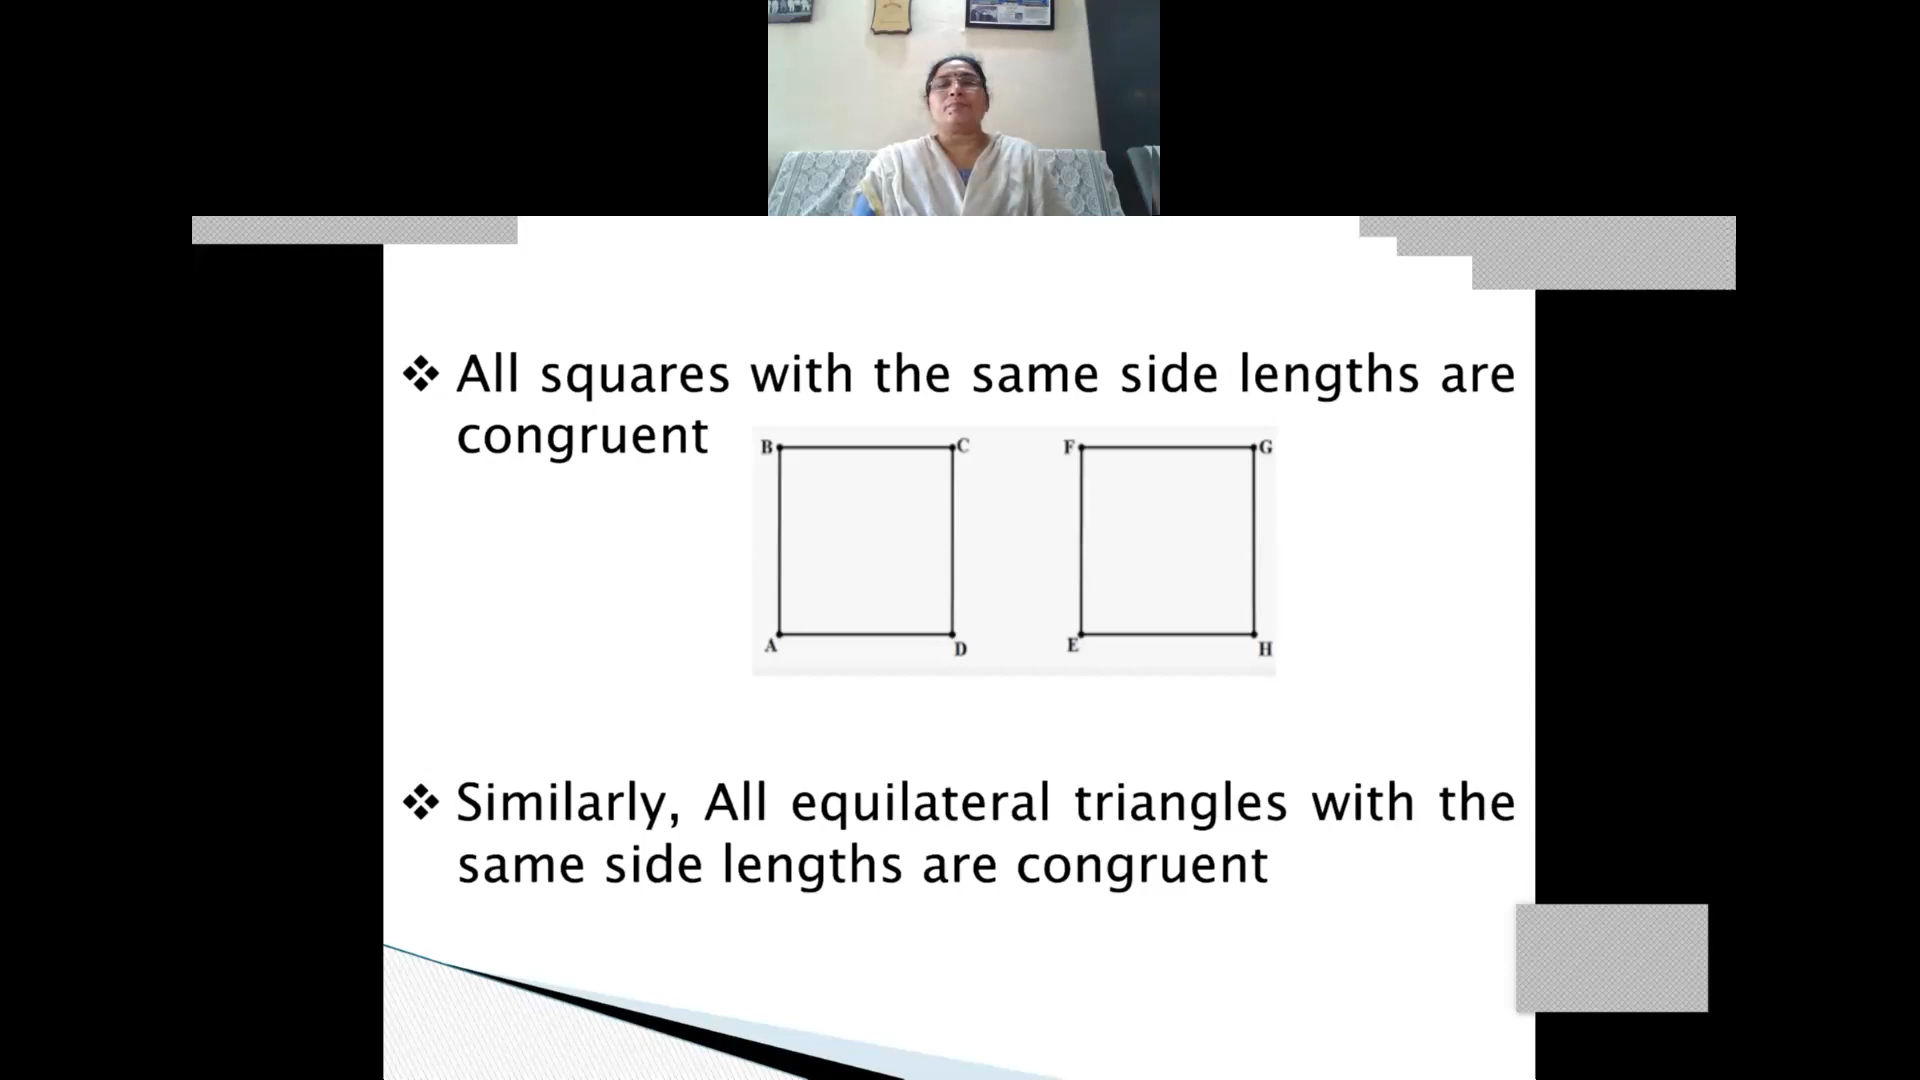 ❖ All squares with the same side lengths are
congruent
B C F G
A D E H
❖ Similarly, All equilateral triangles with the
same side lengths are congruent